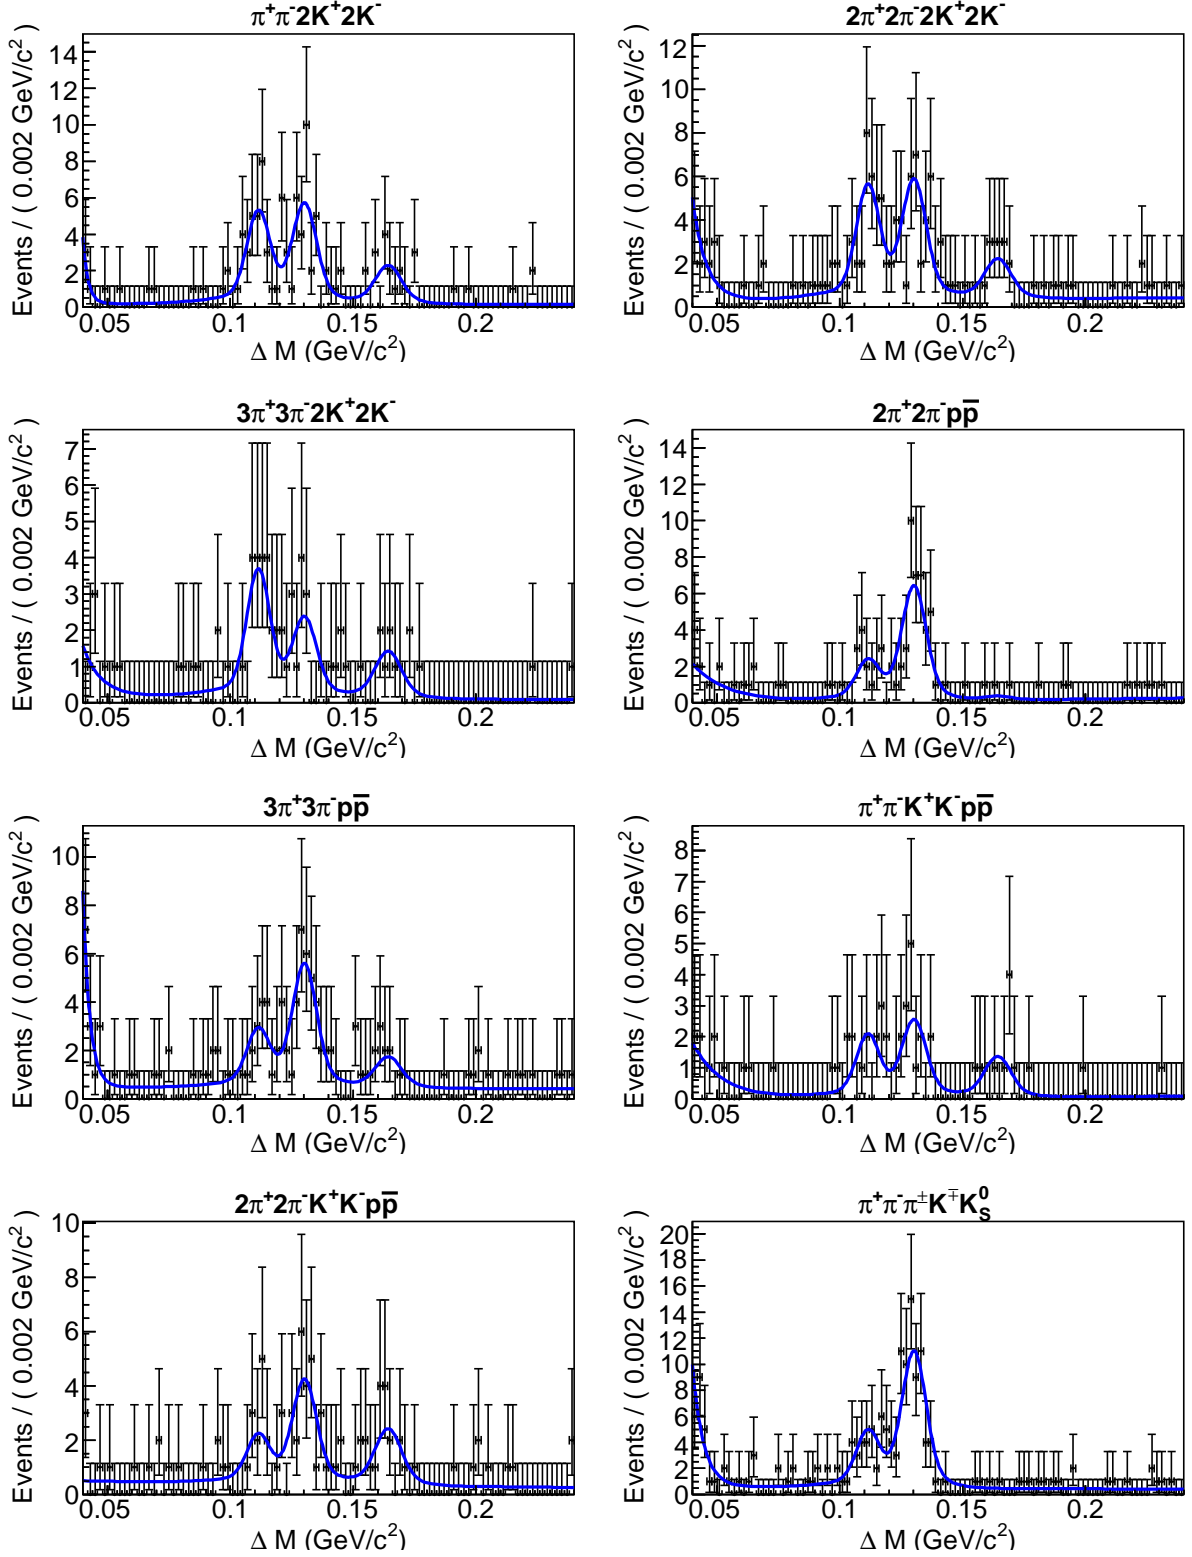 π⁺π⁻2K⁺2K⁻
Events / ( 0.002 GeV/c² )
14
12
10
8
6
4
2
0
0.05 0.1 0.15 0.2
Δ M (GeV/c²)
2π⁺2π⁻2K⁺2K⁻
Events / ( 0.002 GeV/c² )
12
10
8
6
4
2
0
0.05 0.1 0.15 0.2
Δ M (GeV/c²)
3π⁺3π⁻2K⁺2K⁻
Events / ( 0.002 GeV/c² )
7
6
5
4
3
2
1
0
0.05 0.1 0.15 0.2
Δ M (GeV/c²)
2π⁺2π⁻pp̅
Events / ( 0.002 GeV/c² )
14
12
10
8
6
4
2
0
0.05 0.1 0.15 0.2
Δ M (GeV/c²)
3π⁺3π⁻pp̅
Events / ( 0.002 GeV/c² )
10
8
6
4
2
0
0.05 0.1 0.15 0.2
Δ M (GeV/c²)
π⁺π⁻K⁺K⁻pp̅
Events / ( 0.002 GeV/c² )
8
7
6
5
4
3
2
1
0
0.05 0.1 0.15 0.2
Δ M (GeV/c²)
2π⁺2π⁻K⁺K⁻pp̅
Events / ( 0.002 GeV/c² )
10
8
6
4
2
0
0.05 0.1 0.15 0.2
Δ M (GeV/c²)
π⁺π⁻π±K∓K⁰S
Events / ( 0.002 GeV/c² )
20
18
16
14
12
10
8
6
4
2
0
0.05 0.1 0.15 0.2
Δ M (GeV/c²)